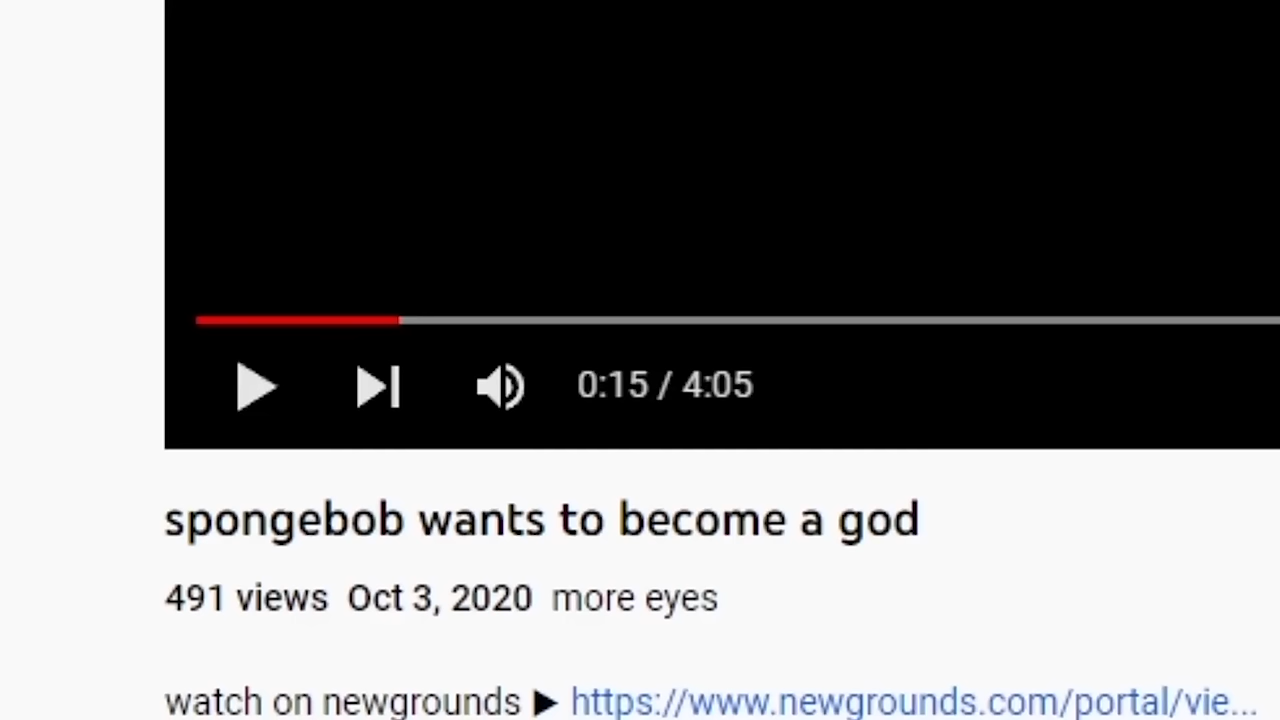 0:15 / 4:05
spongebob wants to become a god
491 views Oct 3, 2020 more eyes
watch on newgrounds ▶ https://www.newgrounds.com/portal/vie...